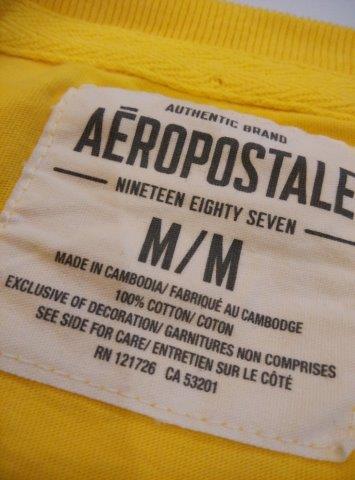 AUTHENTIC BRAND
AÉROPOSTALE
NINETEEN EIGHTY SEVEN
M/M
MADE IN CAMBODIA/ FABRIQUÉ AU CAMBODGE
100% COTTON/ COTON
EXCLUSIVE OF DECORATION/ GARNITURES NON COMPRISES
SEE SIDE FOR CARE/ ENTRETIEN SUR LE CÔTÉ
RN 121726 CA 53201